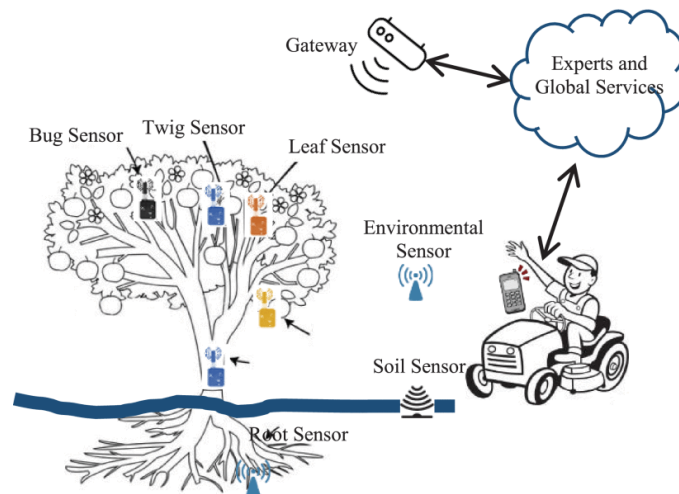 Gateway
Experts and
Global Services
Twig Sensor
Bug Sensor
Leaf Sensor
Environmental
Sensor
Soil Sensor
Root Sensor